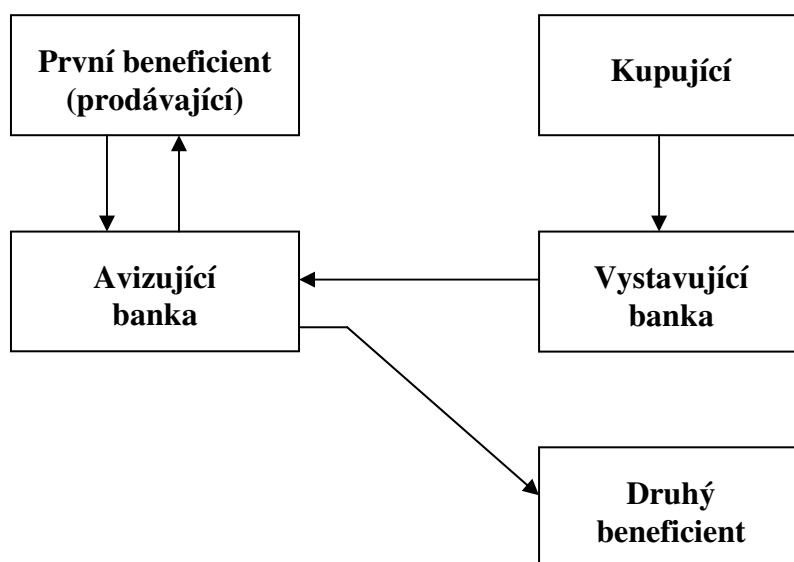 První beneficient
(prodávající)
Kupující
Avizující
banka
Vystavující
banka
Druhý
beneficient